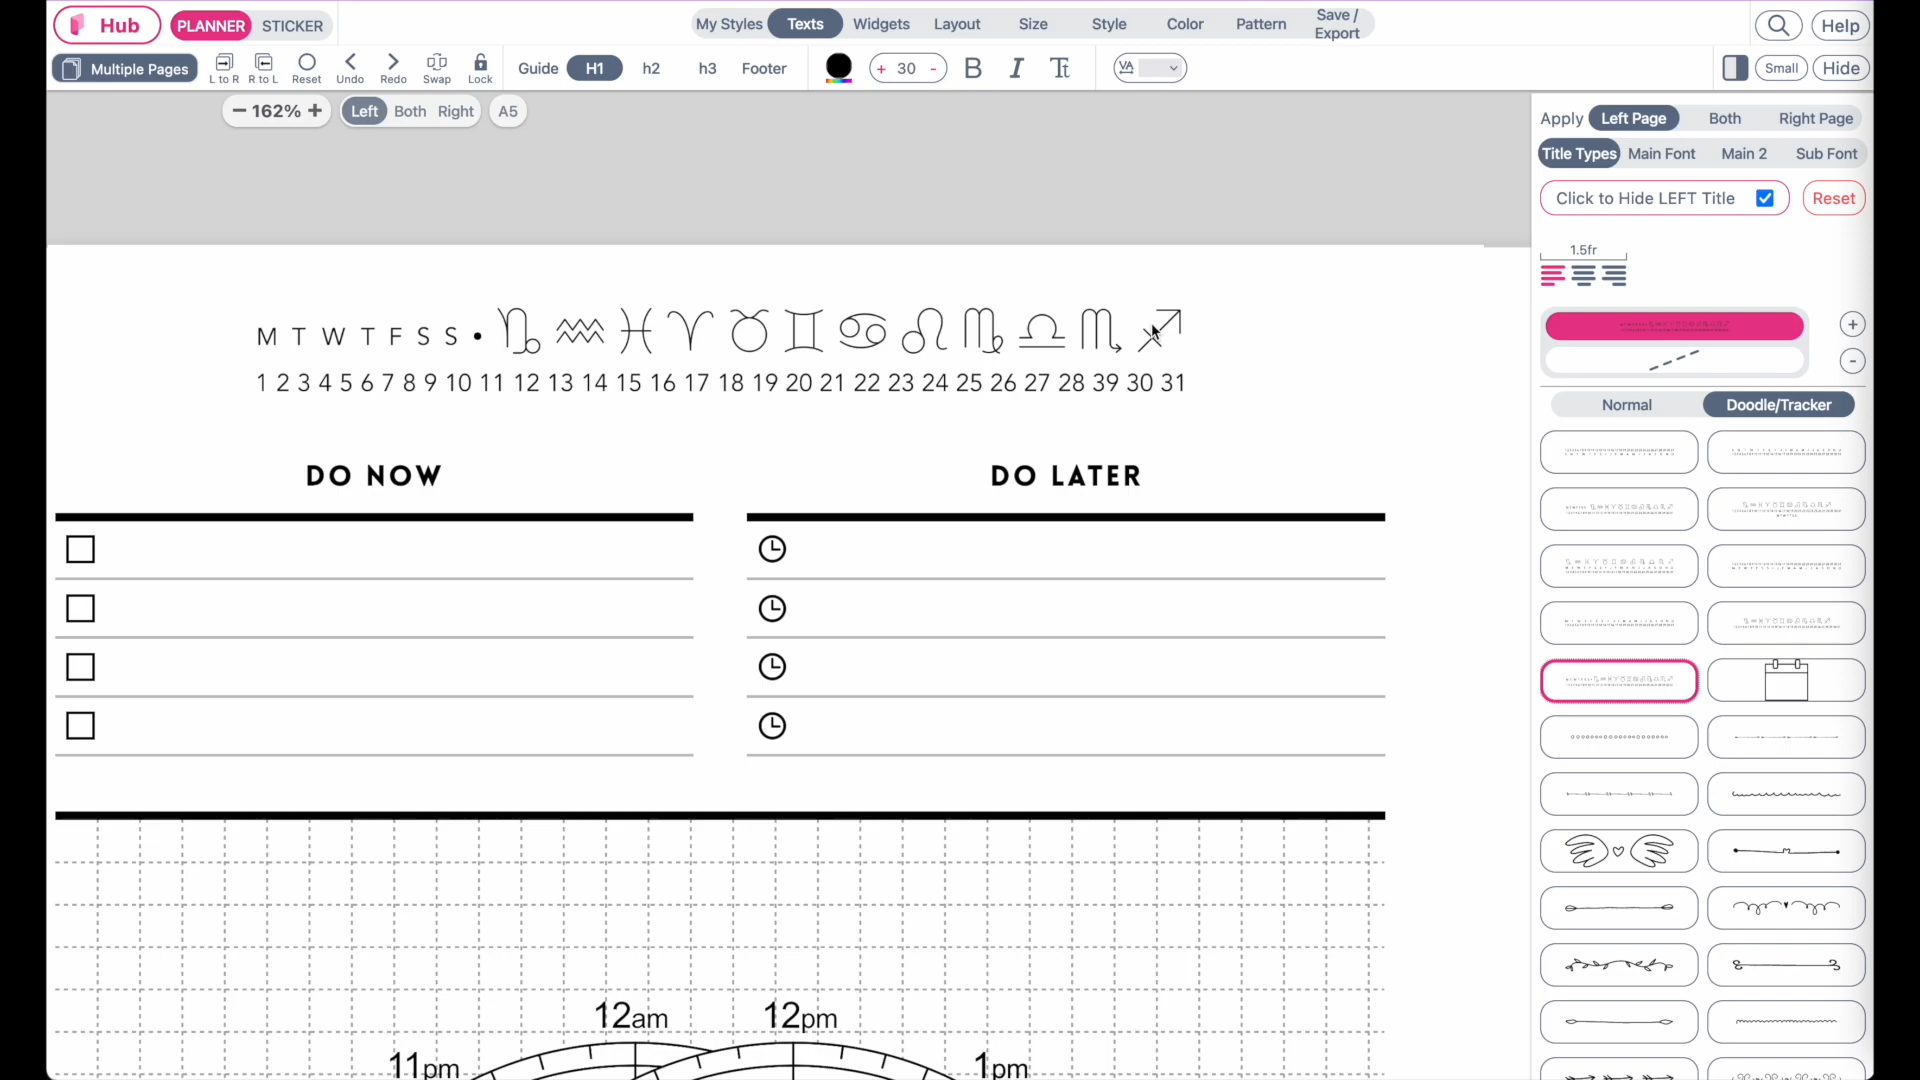 Hub PLANNER STICKER My Styles Texts Widgets Layout Size Style Color Pattern Save / Export Help
Multiple Pages L to R R to L Reset Undo Redo Swap Lock Guide H1 h2 h3 Footer + 30 - B I Tt VA Small Hide
− 162% + Left Both Right A5
Apply Left Page Both Right Page
Title Types Main Font Main 2 Sub Font
Click to Hide LEFT Title Reset
1.5fr
Normal Doodle/Tracker
M T W T F S S • ♑ ♒ ♓ ♈ ♉ ♊ ♋ ♌ ♍ ♎ ♏ ♐
1 2 3 4 5 6 7 8 9 10 11 12 13 14 15 16 17 18 19 20 21 22 23 24 25 26 27 28 39 30 31
DO NOW DO LATER
12am 12pm
11pm 1pm